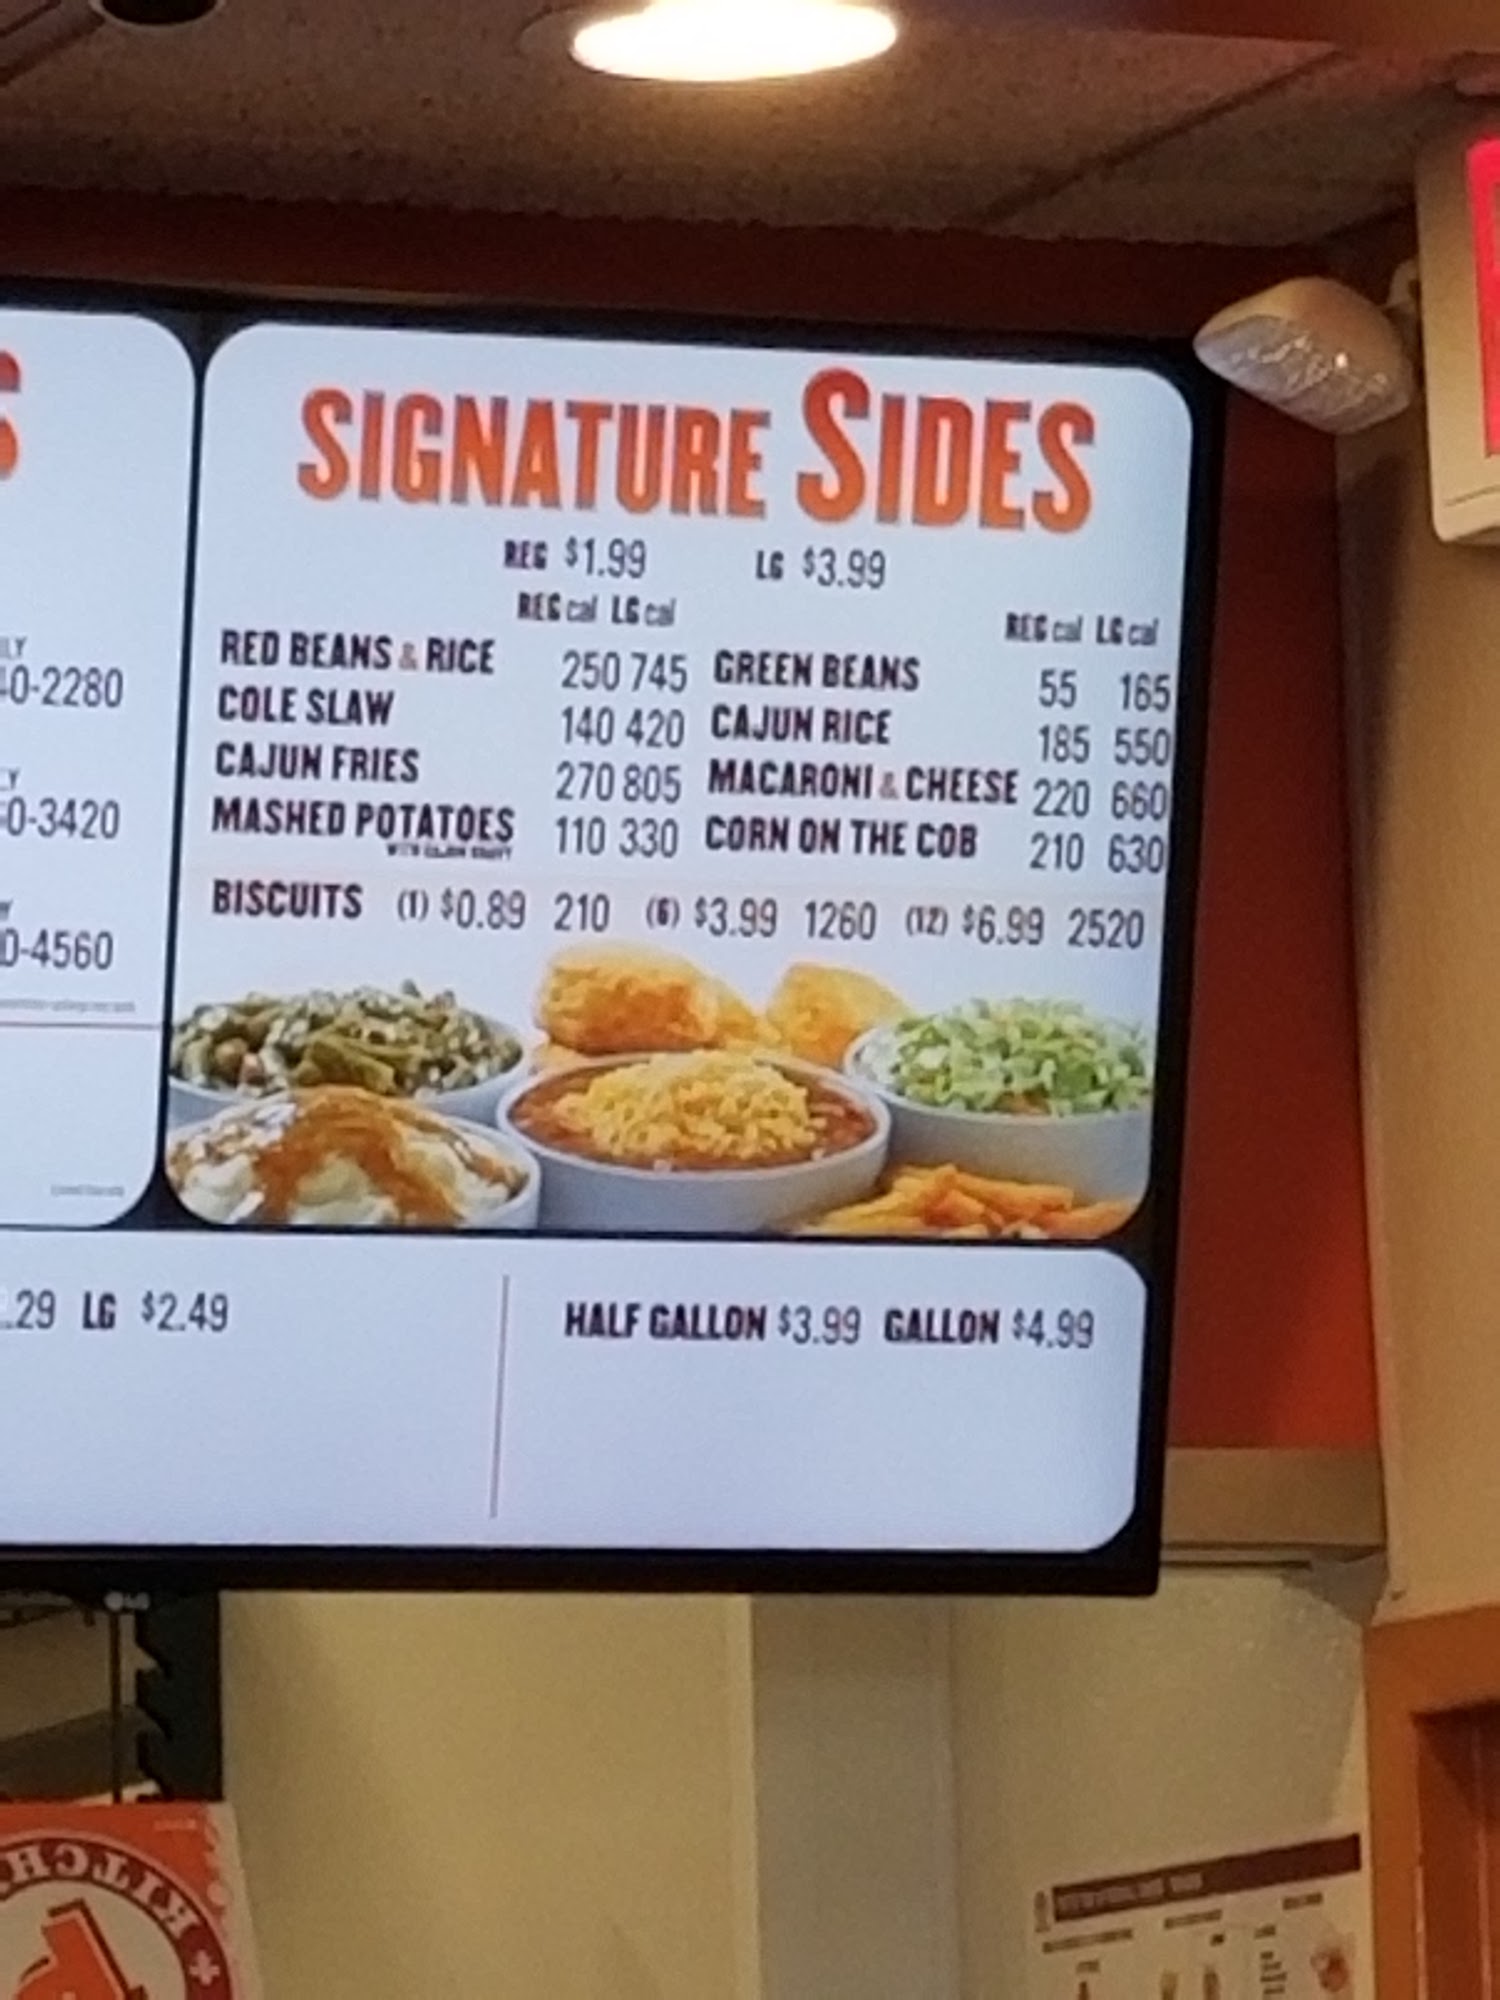 SIGNATURE SIDES
REG $1.99 LG $3.99
REG cal LG cal REG cal LG cal
RED BEANS & RICE 250 745 GREEN BEANS 55 165
COLE SLAW 140 420 CAJUN RICE 185 550
CAJUN FRIES 270 805 MACARONI & CHEESE 220 660
MASHED POTATOES 110 330 CORN ON THE COB 210 630
WITH CAJUN GRAVY
BISCUITS (1) $0.89 210 (6) $3.99 1260 (12) $6.99 2520
0-2280
0-3420
0-4560
.29 LG $2.49
HALF GALLON $3.99 GALLON $4.99
LG